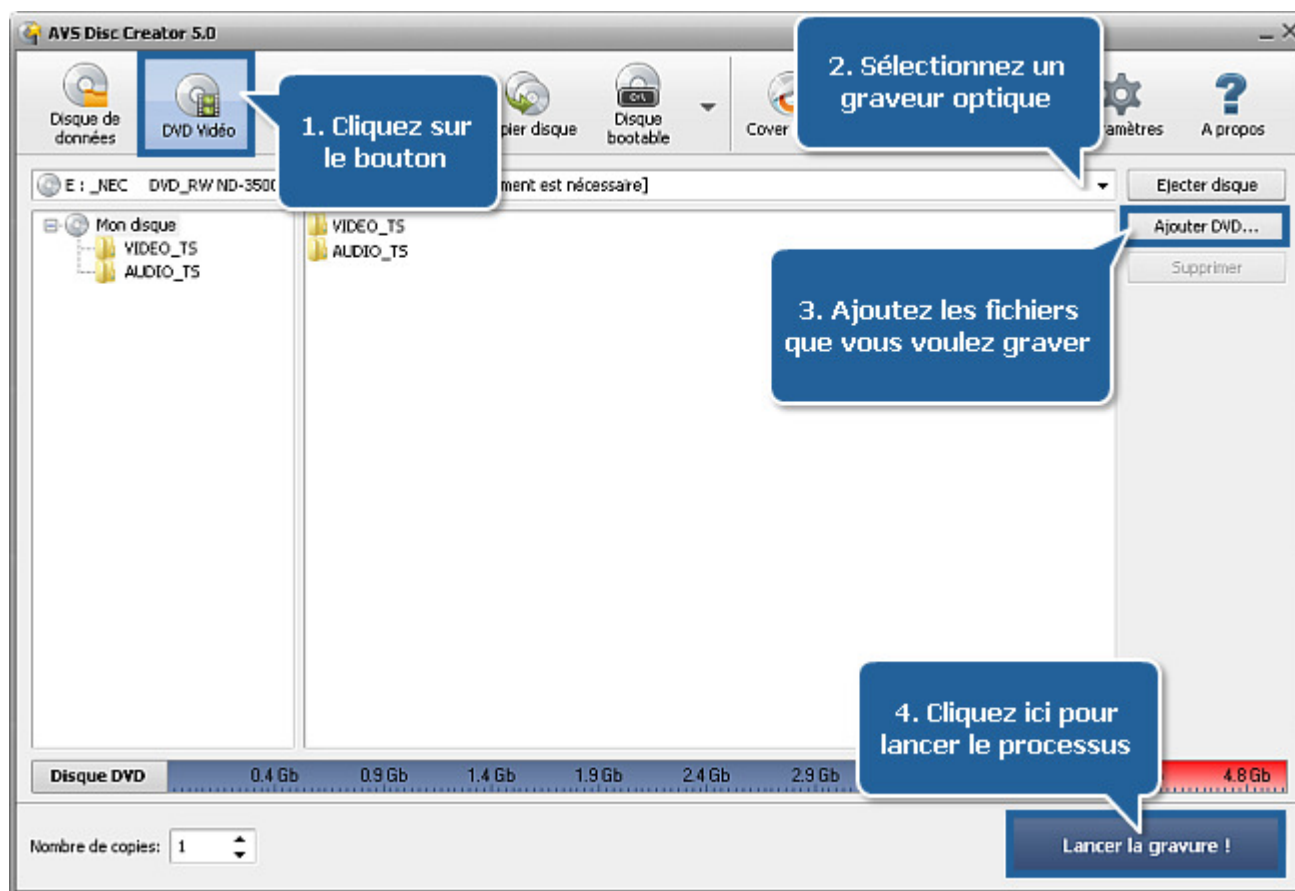 AVS Disc Creator 5.0
2. Sélectionnez un
graveur optique
Disque de
données
DVD Vidéo
1. Cliquez sur
le bouton
pier disque
Disque
bootable
Cover
amètres
A propos
E : _NEC DVD_RW ND-350
ment est nécessaire]
Ejecter disque
Mon disque
VIDEO_TS
AUDIO_TS
VIDEO_TS
AUDIO_TS
Ajouter DVD...
Supprimer
3. Ajoutez les fichiers
que vous voulez graver
4. Cliquez ici pour
lancer le processus
Disque DVD 0.4 Gb 0.9 Gb 1.4 Gb 1.9 Gb 2.4 Gb 2.9 Gb 4.8 Gb
Nombre de copies: 1
Lancer la gravure !